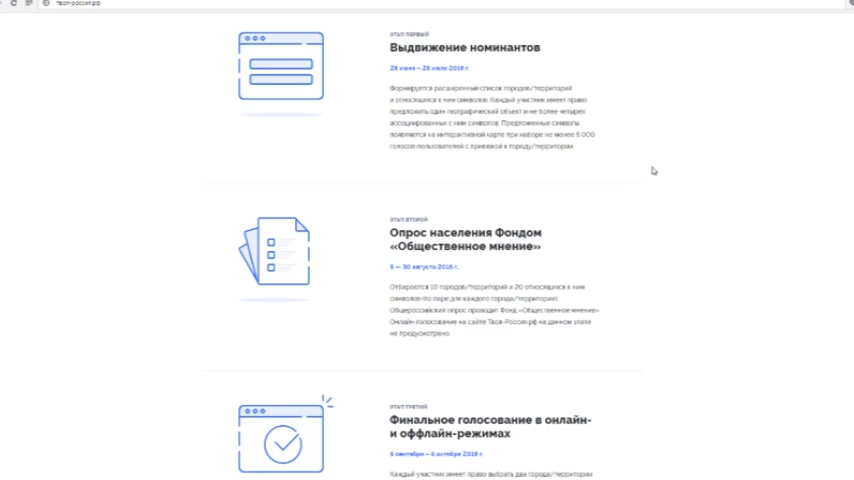 твоя-россия.рф
ЭТАП ПЕРВЫЙ
Выдвижение номинантов
28 июня – 28 июля 2016 г.
Формируется расширенный список городов/территорий
и относящихся к ним символов. Каждый участник имеет право
предложить один географический объект и не более четырех
ассоциированных с ним символов. Предложенные символы
появляются на интерактивной карте при наборе не менее 5 000
голосов пользователей с привязкой к городу/территории.
ЭТАП ВТОРОЙ
Опрос населения Фондом
«Общественное мнение»
5 — 30 августа 2016 г.
Отбираются 10 городов/территорий и 20 относящихся к ним
символов (по паре для каждого города/территории).
Общероссийский опрос проводит Фонд «Общественное мнение»
Онлайн-голосование на сайте Твоя-Россия.рф на данном этапе
не предусмотрено.
ЭТАП ТРЕТИЙ
Финальное голосование в онлайн-
и оффлайн-режимах
сентября – октября 2016 г.
Каждый участник имеет право выбрать два города/территории